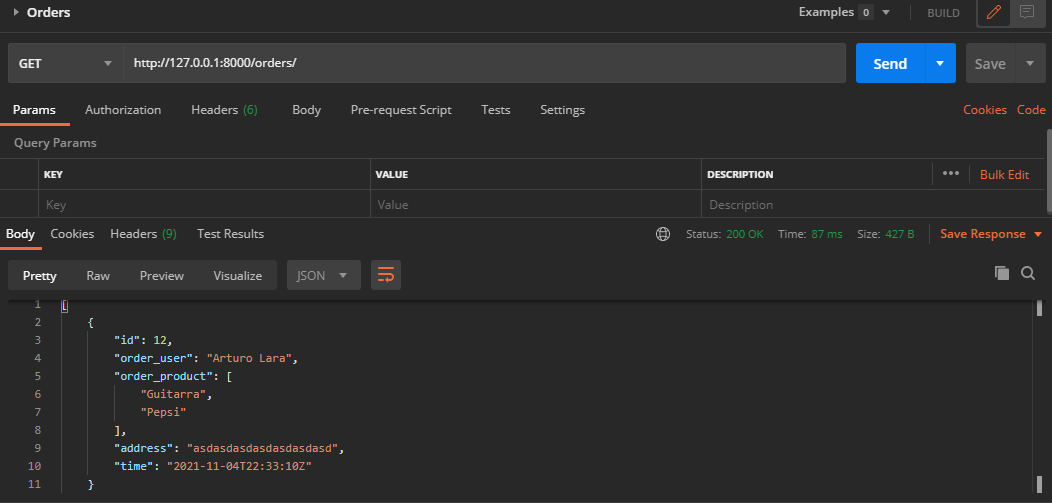 Orders Examples 0 BUILD
GET http://127.0.0.1:8000/orders/ Send Save
Params Authorization Headers (6) Body Pre-request Script Tests Settings Cookies Code
Query Params
KEY VALUE DESCRIPTION ••• Bulk Edit
Key Value Description
Body Cookies Headers (9) Test Results Status: 200 OK Time: 87 ms Size: 427 B Save Response
Pretty Raw Preview Visualize JSON
1 [
2 {
3 "id": 12,
4 "order_user": "Arturo Lara",
5 "order_product": [
6 "Guitarra",
7 "Pepsi"
8 ],
9 "address": "asdasdasdasdasdasdasd",
10 "time": "2021-11-04T22:33:10Z"
11 }